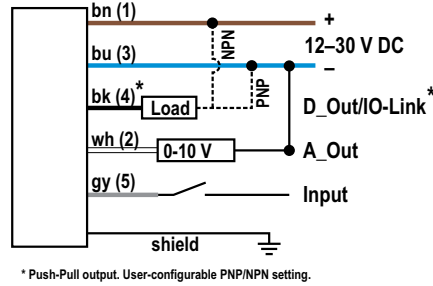 bn (1)
+
NPN
12–30 V DC
bu (3)
–
PNP
bk (4)*
Load
D_Out/IO-Link*
wh (2)
0-10 V
A_Out
gy (5)
Input
shield
* Push-Pull output. User-configurable PNP/NPN setting.